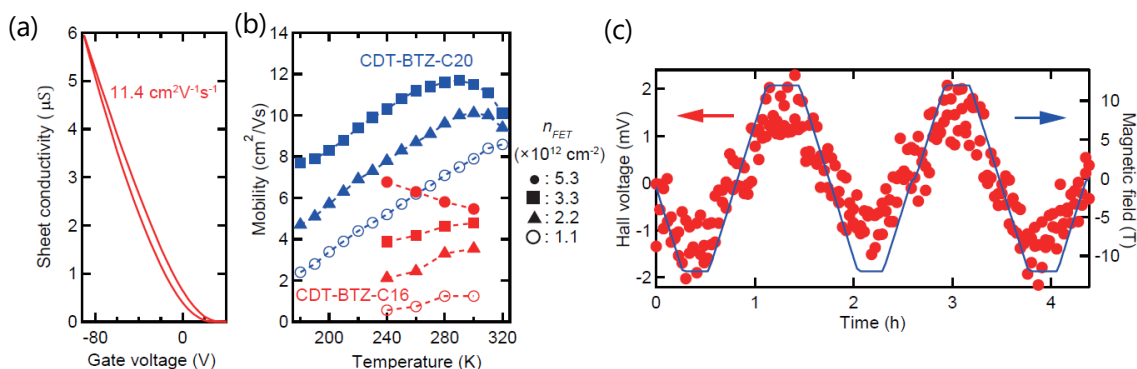 (a)
Sheet conductivity (μS)
6
5
4
3
2
1
0
11.4 cm²V⁻¹s⁻¹
-80
-40
0
Gate voltage (V)
(b)
Mobility (cm²/Vs)
14
12
10
8
6
4
2
0
CDT-BTZ-C20
CDT-BTZ-C16
200
240
280
320
Temperature (K)
n_FET
(×10¹² cm⁻²)
●: 5.3
■: 3.3
▲: 2.2
○: 1.1
(c)
Hall voltage (mV)
2
1
0
-1
-2
0
1
2
3
4
Time (h)
10
5
0
-5
-10
Magnetic field (T)